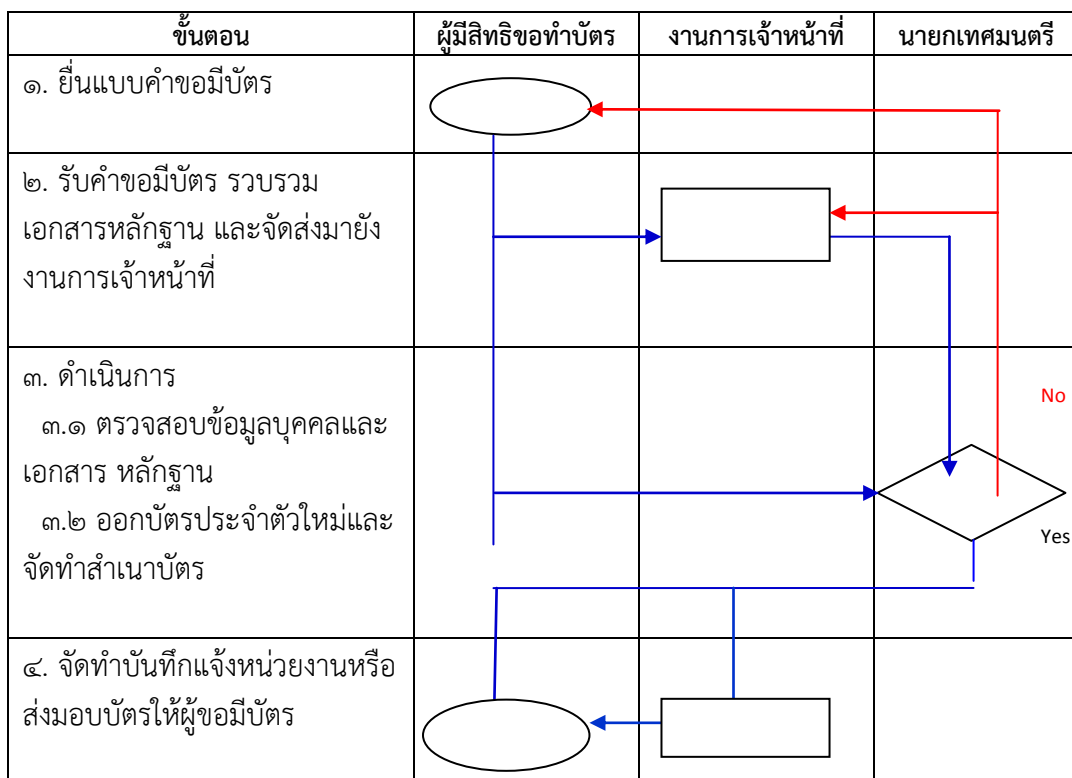 ขั้นตอน ผู้มีสิทธิขอทำบัตร งานการเจ้าหน้าที่ นายกเทศมนตรี
๑. ยื่นแบบคำขอมีบัตร
๒. รับคำขอมีบัตร รวบรวม
เอกสารหลักฐาน และจัดส่งมายัง
งานการเจ้าหน้าที่
๓. ดำเนินการ
๓.๑ ตรวจสอบข้อมูลบุคคลและ
เอกสาร หลักฐาน
๓.๒ ออกบัตรประจำตัวใหม่และ
จัดทำสำเนาบัตร
No
Yes
๔. จัดทำบันทึกแจ้งหน่วยงานหรือ
ส่งมอบบัตรให้ผู้ขอมีบัตร